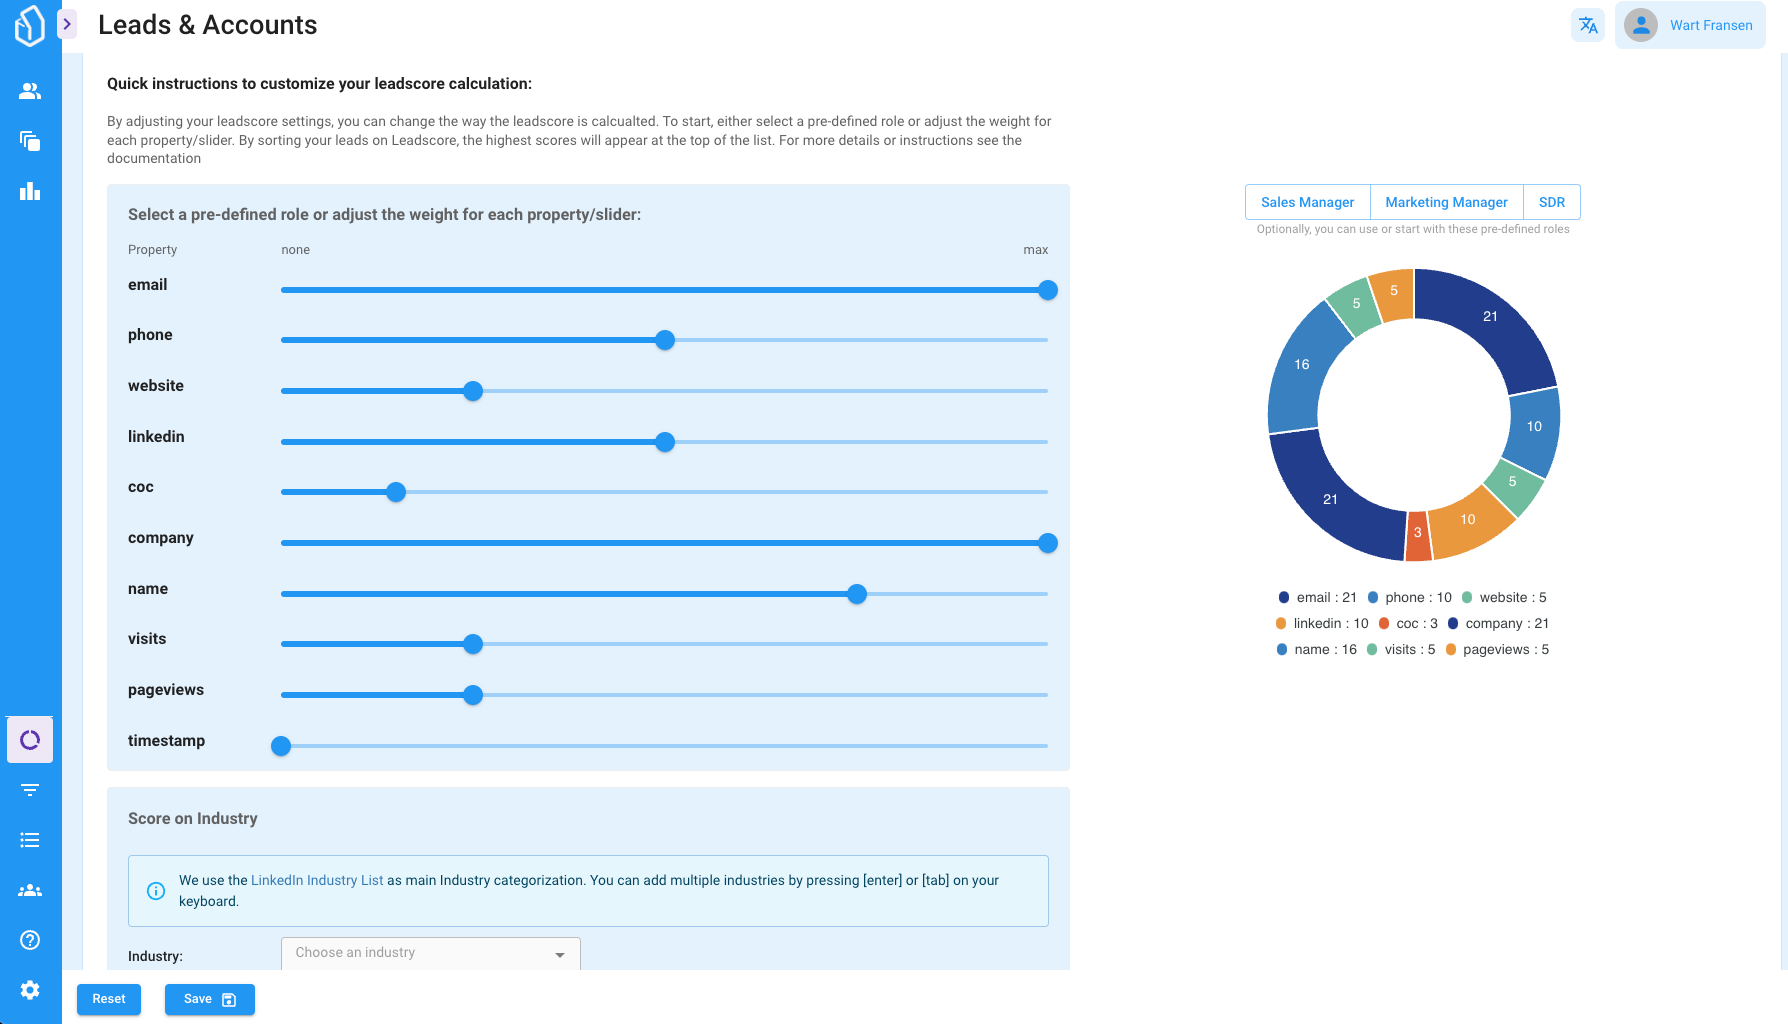 Leads & Accounts
Wart Fransen
Quick instructions to customize your leadscore calculation:
By adjusting your leadscore settings, you can change the way the leadscore is calcualted. To start, either select a pre-defined role or adjust the weight for
each property/slider. By sorting your leads on Leadscore, the highest scores will appear at the top of the list. For more details or instructions see the
documentation
Select a pre-defined role or adjust the weight for each property/slider:
Property none max
email
phone
website
linkedin
coc
company
name
visits
pageviews
timestamp
Sales Manager Marketing Manager SDR
Optionally, you can use or start with these pre-defined roles
5 5 21
16
10
5
21 10
3
email : 21 phone : 10 website : 5
linkedin : 10 coc : 3 company : 21
name : 16 visits : 5 pageviews : 5
Score on Industry
We use the LinkedIn Industry List as main Industry categorization. You can add multiple industries by pressing [enter] or [tab] on your
keyboard.
Industry: Choose an industry
Reset Save